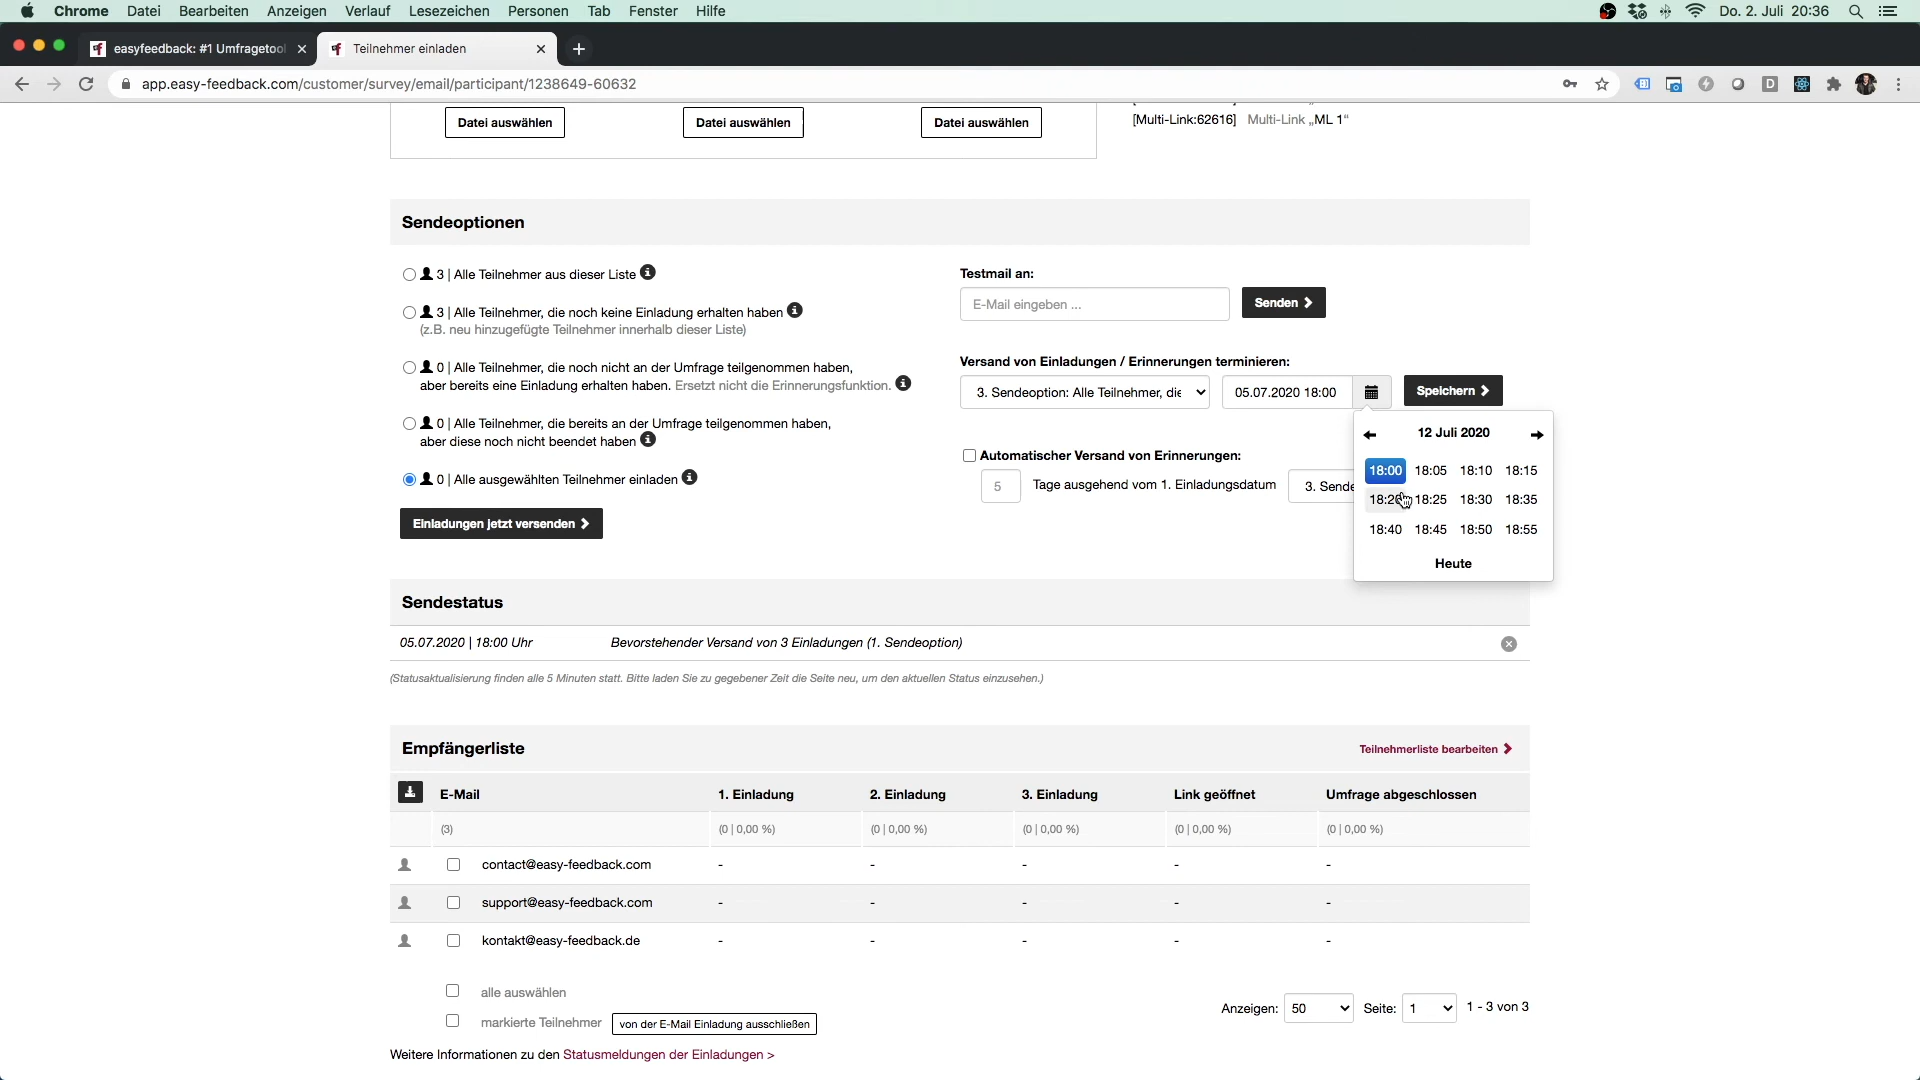 Chrome Datei Bearbeiten Anzeigen Verlauf Lesezeichen Personen Tab Fenster Hilfe Do. 2. Juli 20:36
easyfeedback: #1 Umfragetool Teilnehmer einladen
app.easy-feedback.com/customer/survey/email/participant/1238649-60632
Datei auswählen Datei auswählen Datei auswählen
[Multi-Link:62616] Multi-Link „ML 1“
Sendeoptionen
3 | Alle Teilnehmer aus dieser Liste
3 | Alle Teilnehmer, die noch keine Einladung erhalten haben
(z.B. neu hinzugefügte Teilnehmer innerhalb dieser Liste)
0 | Alle Teilnehmer, die noch nicht an der Umfrage teilgenommen haben,
aber bereits eine Einladung erhalten haben. Ersetzt nicht die Erinnerungsfunktion.
0 | Alle Teilnehmer, die bereits an der Umfrage teilgenommen haben,
aber diese noch nicht beendet haben
0 | Alle ausgewählten Teilnehmer einladen
Einladungen jetzt versenden
Testmail an:
E-Mail eingeben ... Senden
Versand von Einladungen / Erinnerungen terminieren:
3. Sendeoption: Alle Teilnehmer, die 05.07.2020 18:00 Speichern
Automatischer Versand von Erinnerungen:
5 Tage ausgehend vom 1. Einladungsdatum 3. Sende
12 Juli 2020
18:00 18:05 18:10 18:15
18:20 18:25 18:30 18:35
18:40 18:45 18:50 18:55
Heute
Sendestatus
05.07.2020 | 18:00 Uhr Bevorstehender Versand von 3 Einladungen (1. Sendeoption)
(Statusaktualisierung finden alle 5 Minuten statt. Bitte laden Sie zu gegebener Zeit die Seite neu, um den aktuellen Status einzusehen.)
Empfängerliste Teilnehmerliste bearbeiten
E-Mail 1. Einladung 2. Einladung 3. Einladung Link geöffnet Umfrage abgeschlossen
(3) (0 | 0,00 %) (0 | 0,00 %) (0 | 0,00 %) (0 | 0,00 %) (0 | 0,00 %)
contact@easy-feedback.com - - - - -
support@easy-feedback.com - - - - -
kontakt@easy-feedback.de - - - - -
alle auswählen
markierte Teilnehmer von der E-Mail Einladung ausschließen
Anzeigen: 50 Seite: 1 1 - 3 von 3
Weitere Informationen zu den Statusmeldungen der Einladungen >